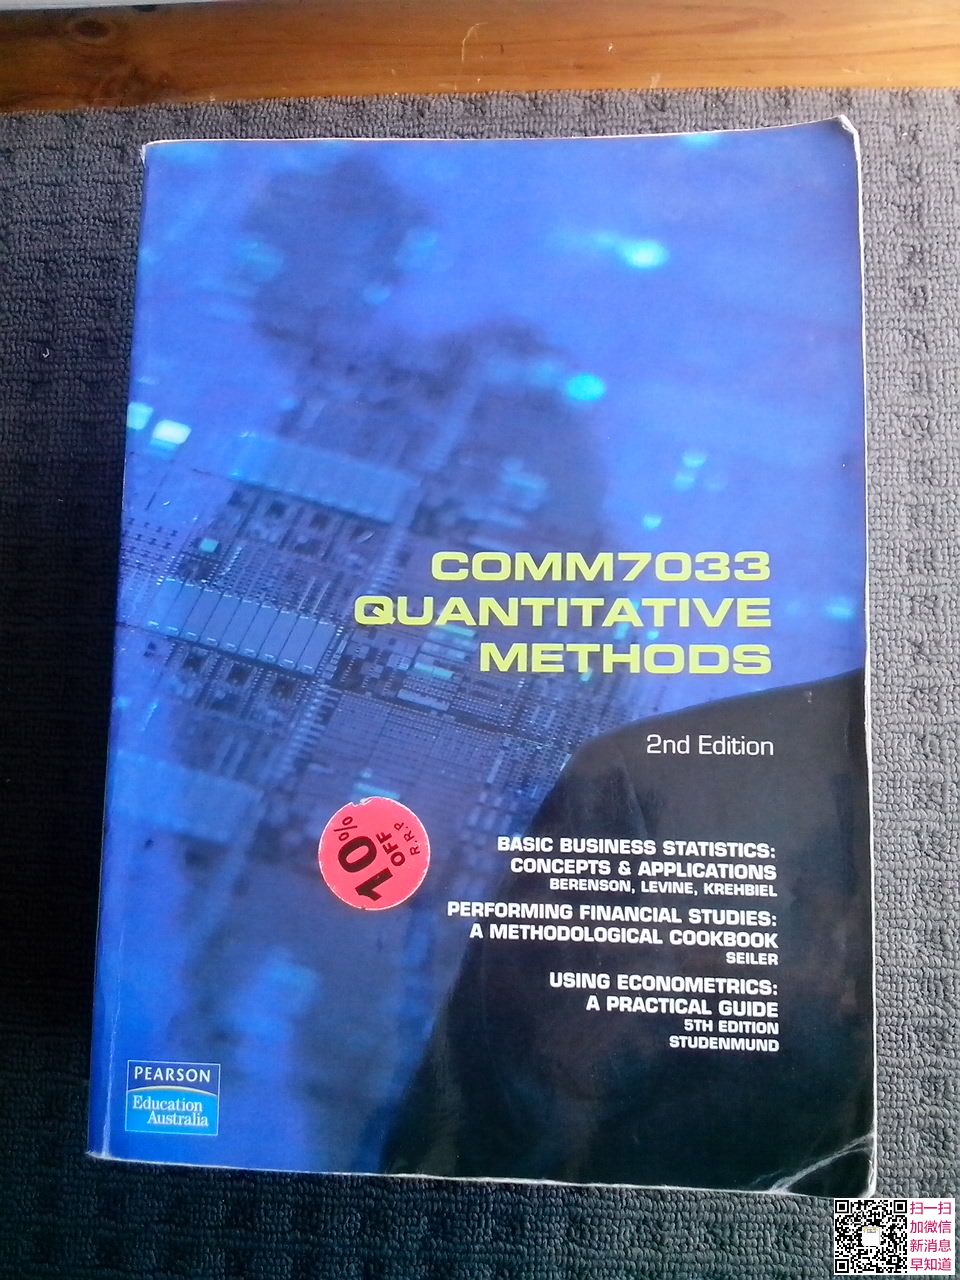 COMM7033
QUANTITATIVE
METHODS
2nd Edition
10%
OFF
R.R.P
BASIC BUSINESS STATISTICS:
CONCEPTS & APPLICATIONS
BERENSON, LEVINE, KREHBIEL
PERFORMING FINANCIAL STUDIES:
A METHODOLOGICAL COOKBOOK
SEILER
USING ECONOMETRICS:
A PRACTICAL GUIDE
5TH EDITION
STUDENMUND
PEARSON
Education
Australia
扫一扫
加微信
新消息
早知道